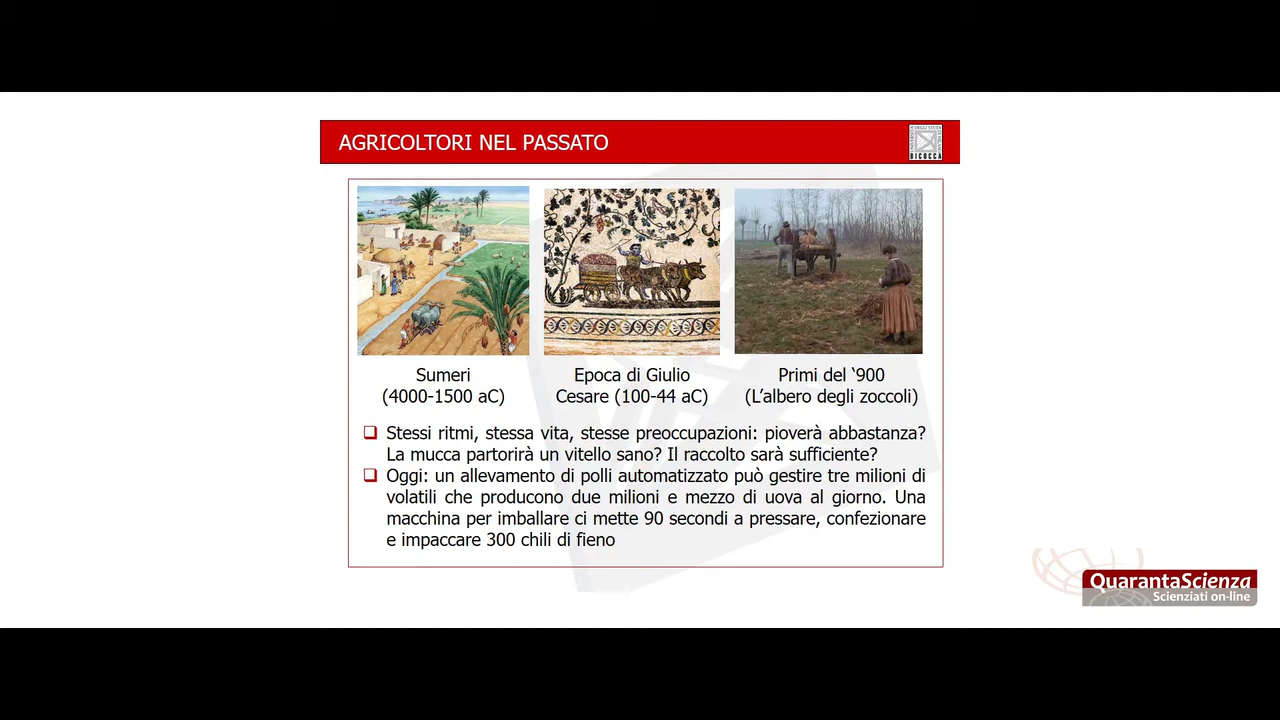 AGRICOLTORI NEL PASSATO
BICOCCA
Sumeri
(4000-1500 aC)
Epoca di Giulio
Cesare (100-44 aC)
Primi del ‘900
(L’albero degli zoccoli)
Stessi ritmi, stessa vita, stesse preoccupazioni: pioverà abbastanza?
La mucca partorirà un vitello sano? Il raccolto sarà sufficiente?
Oggi: un allevamento di polli automatizzato può gestire tre milioni di
volatili che producono due milioni e mezzo di uova al giorno. Una
macchina per imballare ci mette 90 secondi a pressare, confezionare
e impaccare 300 chili di fieno
QuarantaScienza
Scienziati on-line